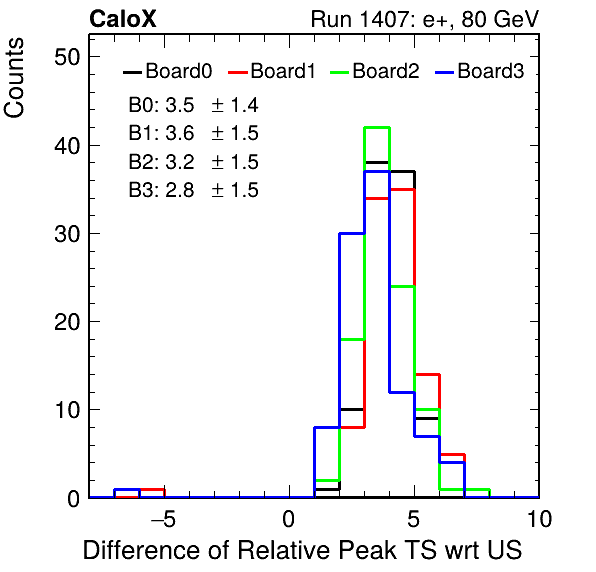 CaloX Run 1407: e+, 80 GeV
Counts
Board0 Board1 Board2 Board3
B0: 3.5 ± 1.4
B1: 3.6 ± 1.5
B2: 3.2 ± 1.5
B3: 2.8 ± 1.5
50
40
30
20
10
0
−5 0 5 10
Difference of Relative Peak TS wrt US